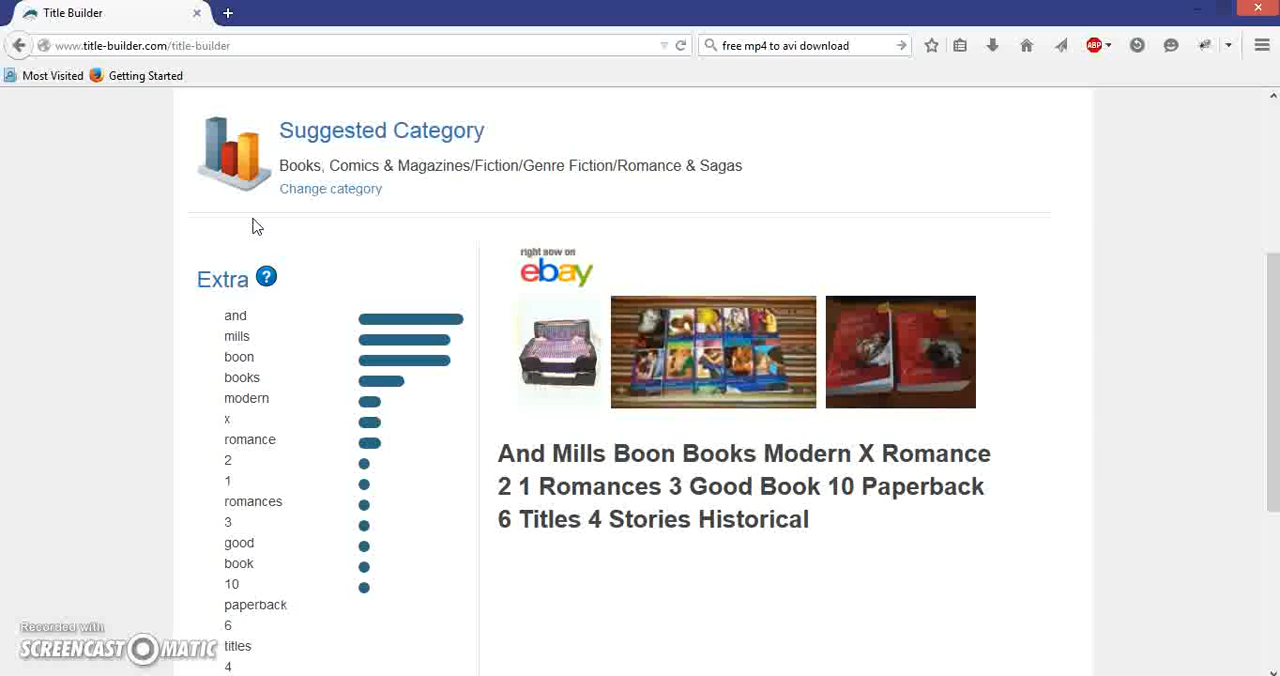 Title Builder
www.title-builder.com/title-builder
free mp4 to avi download
ABP
Most Visited
Getting Started
Suggested Category
Books, Comics & Magazines/Fiction/Genre Fiction/Romance & Sagas
Change category
Extra ?
and
mills
boon
books
modern
x
romance
2
1
romances
3
good
book
10
paperback
6
titles
4
right now on
ebay
And Mills Boon Books Modern X Romance
2 1 Romances 3 Good Book 10 Paperback
6 Titles 4 Stories Historical
Recorded with
SCREENCAST-O-MATIC